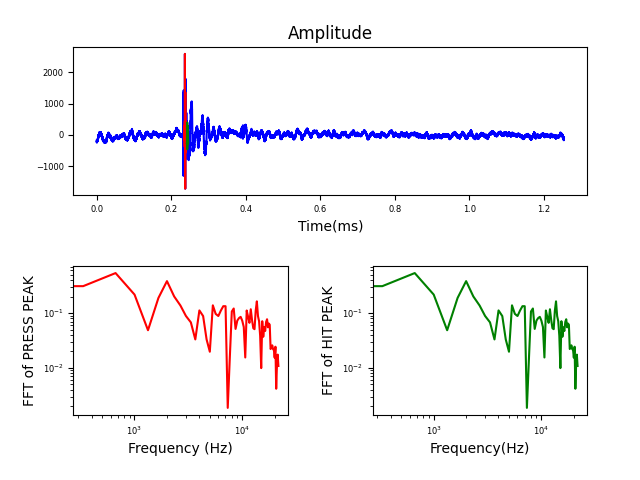 Amplitude
2000
1000
0
−1000
0.0 0.2 0.4 0.6 0.8 1.0 1.2
Time(ms)
FFT of PRESS PEAK
10⁻¹
10⁻²
10³ 10⁴
Frequency (Hz)
FFT of HIT PEAK
10⁻¹
10⁻²
10³ 10⁴
Frequency(Hz)